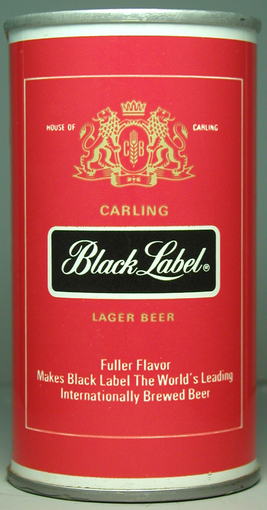 HOUSE OF CARLING
CB
CARLING
Black Label®
LAGER BEER
Fuller Flavor
Makes Black Label The World's Leading
Internationally Brewed Beer